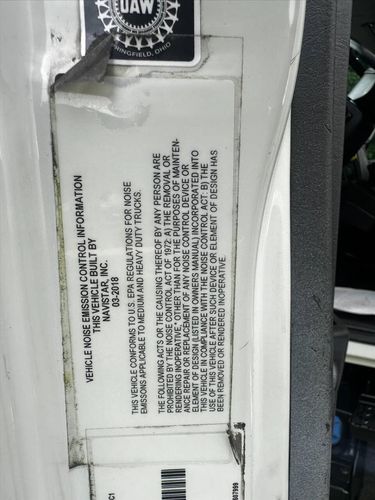 UAW
SPRINGFIELD, OHIO
VEHICLE NOISE EMISSION CONTROL INFORMATION
THIS VEHICLE BUILT BY
NAVISTAR, INC.
03-2018
THIS VEHICLE CONFORMS TO U.S. EPA REGULATIONS FOR NOISE
EMISSIONS APPLICABLE TO MEDIUM AND HEAVY DUTY TRUCKS.
THE FOLLOWING ACTS OR THE CAUSING THEREOF BY ANY PERSON ARE
PROHIBITED BY THE NOISE CONTROL ACT OF 1972: A) THE REMOVAL OR
RENDERING INOPERATIVE, OTHER THAN FOR THE PURPOSES OF MAINTEN-
ANCE REPAIR OR REPLACEMENT OF ANY NOISE CONTROL DEVICE OR
ELEMENT OF DESIGN (LISTED IN OWNERS MANUAL) INCORPORATED INTO
THIS VEHICLE IN COMPLIANCE WITH THE NOISE CONTROL ACT: B) THE
USE OF THIS VEHICLE AFTER SUCH DEVICE OR ELEMENT OF DESIGN HAS
BEEN REMOVED OR RENDERED INOPERATIVE.
C1